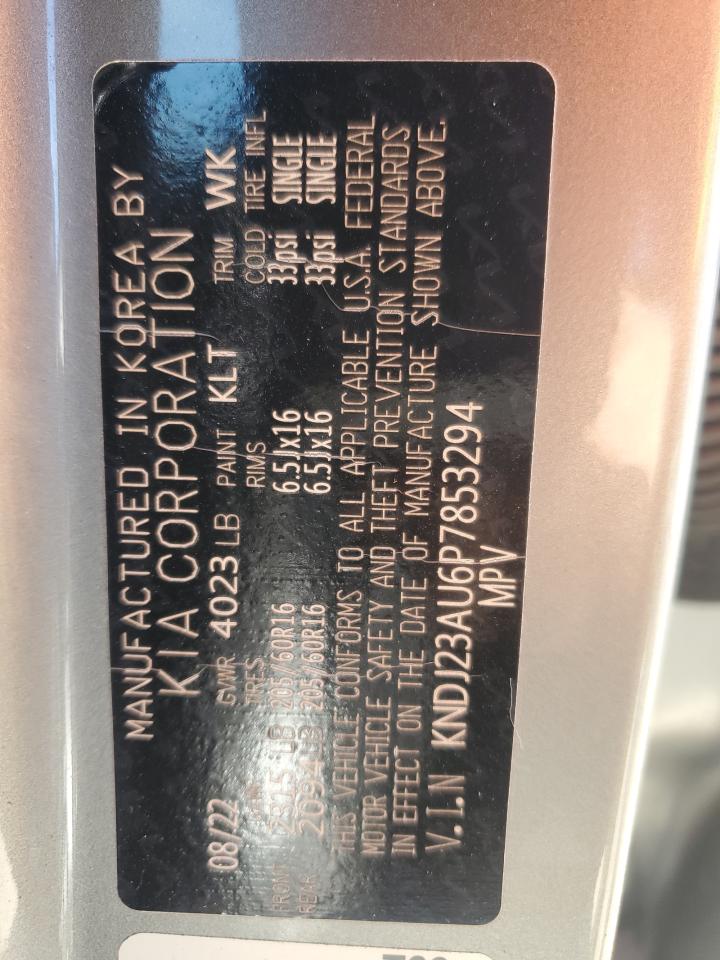 MANUFACTURED IN KOREA BY
KIA CORPORATION
08/22 GVWR 4023 LB PAINT KLT TRIM WK
TIRES RIMS COLD TIRE INFL
FRONT LB 205/60R16 6.5Jx16 33psi SINGLE
REAR 2094 LB 205/60R16 6.5Jx16 33psi SINGLE
THIS VEHICLE CONFORMS TO ALL APPLICABLE U.S.A. FEDERAL
MOTOR VEHICLE SAFETY AND THEFT PREVENTION STANDARDS
IN EFFECT ON THE DATE OF MANUFACTURE SHOWN ABOVE.
V.I.N KNDJ23AU6P7853294
MPV